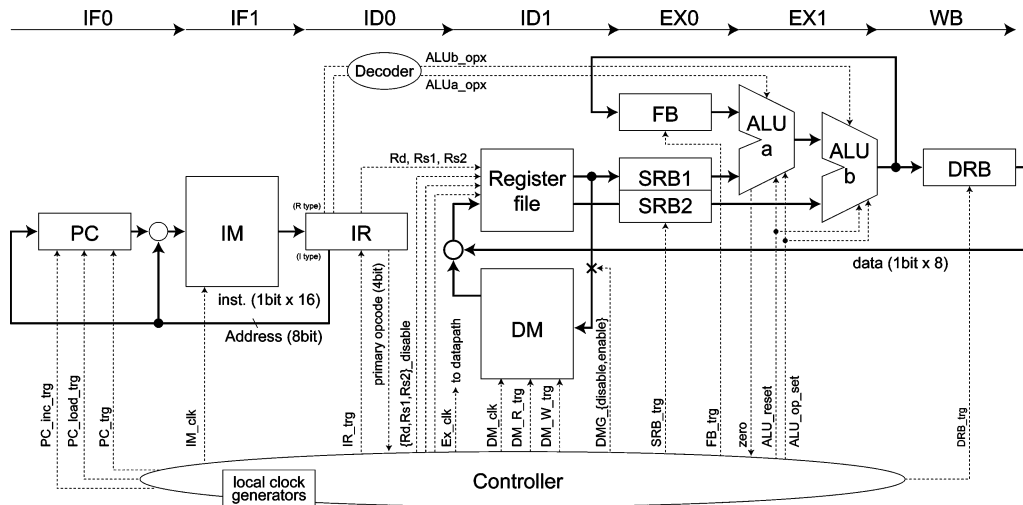 IF0 IF1 ID0 ID1 EX0 EX1 WB
ALUb_opx
Decoder
ALUa_opx
FB
ALU
a
ALU
b
Rd, Rs1, Rs2
Register
file
SRB1
SRB2
DRB
(R type)
PC
IM
IR
(I type)
data (1bit x 8)
inst. (1bit x 16)
Address (8bit)
DM
PC_inc_trg
PC_load_trg
PC_trg
IM_clk
IR_trg
primary opcode (4bit)
{Rd,Rs1,Rs2}_disable
Ex_clk
to datapath
DM_clk
DM_R_trg
DM_W_trg
DMG_{disable,enable}
SRB_trg
FB_trg
zero
ALU_reset
ALU_op_set
DRB_trg
local clock
generators
Controller